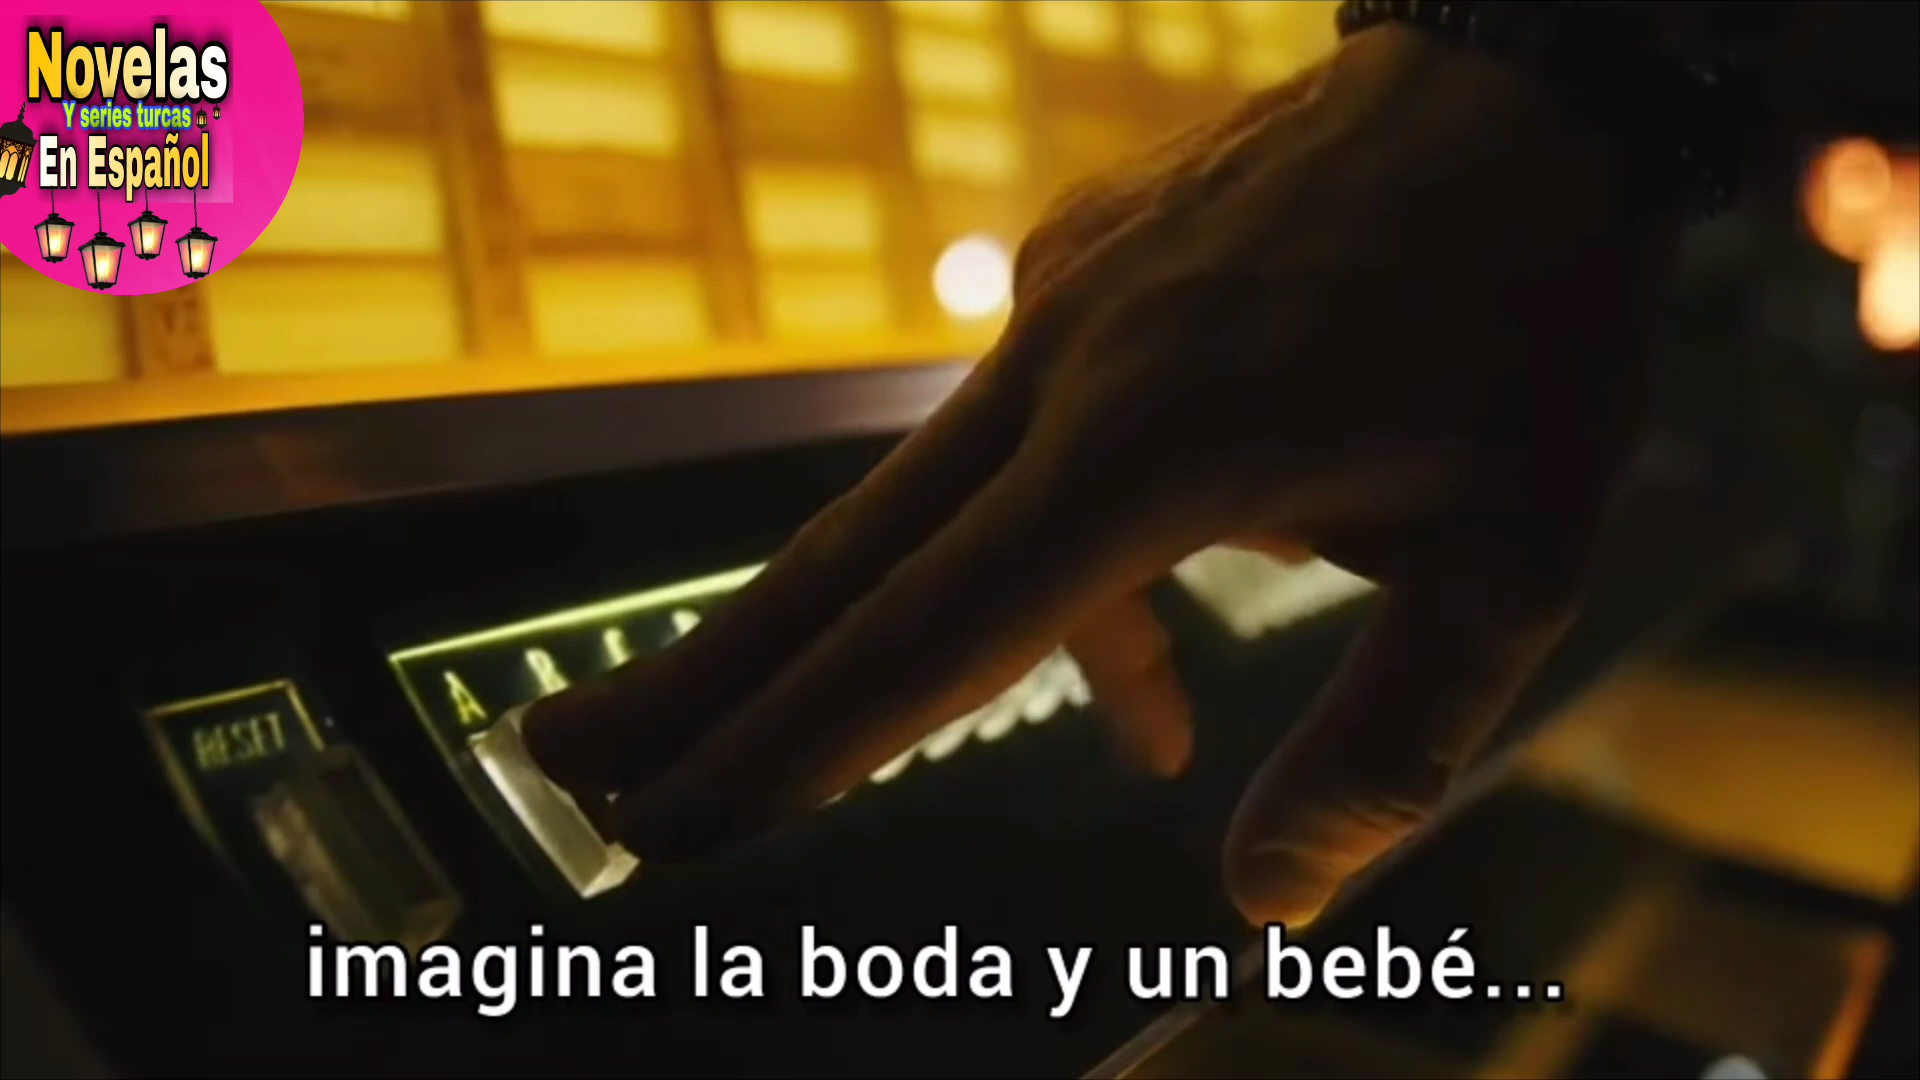 Novelas
Y series turcas
En Español
RESET
A B
imagina la boda y un bebé...